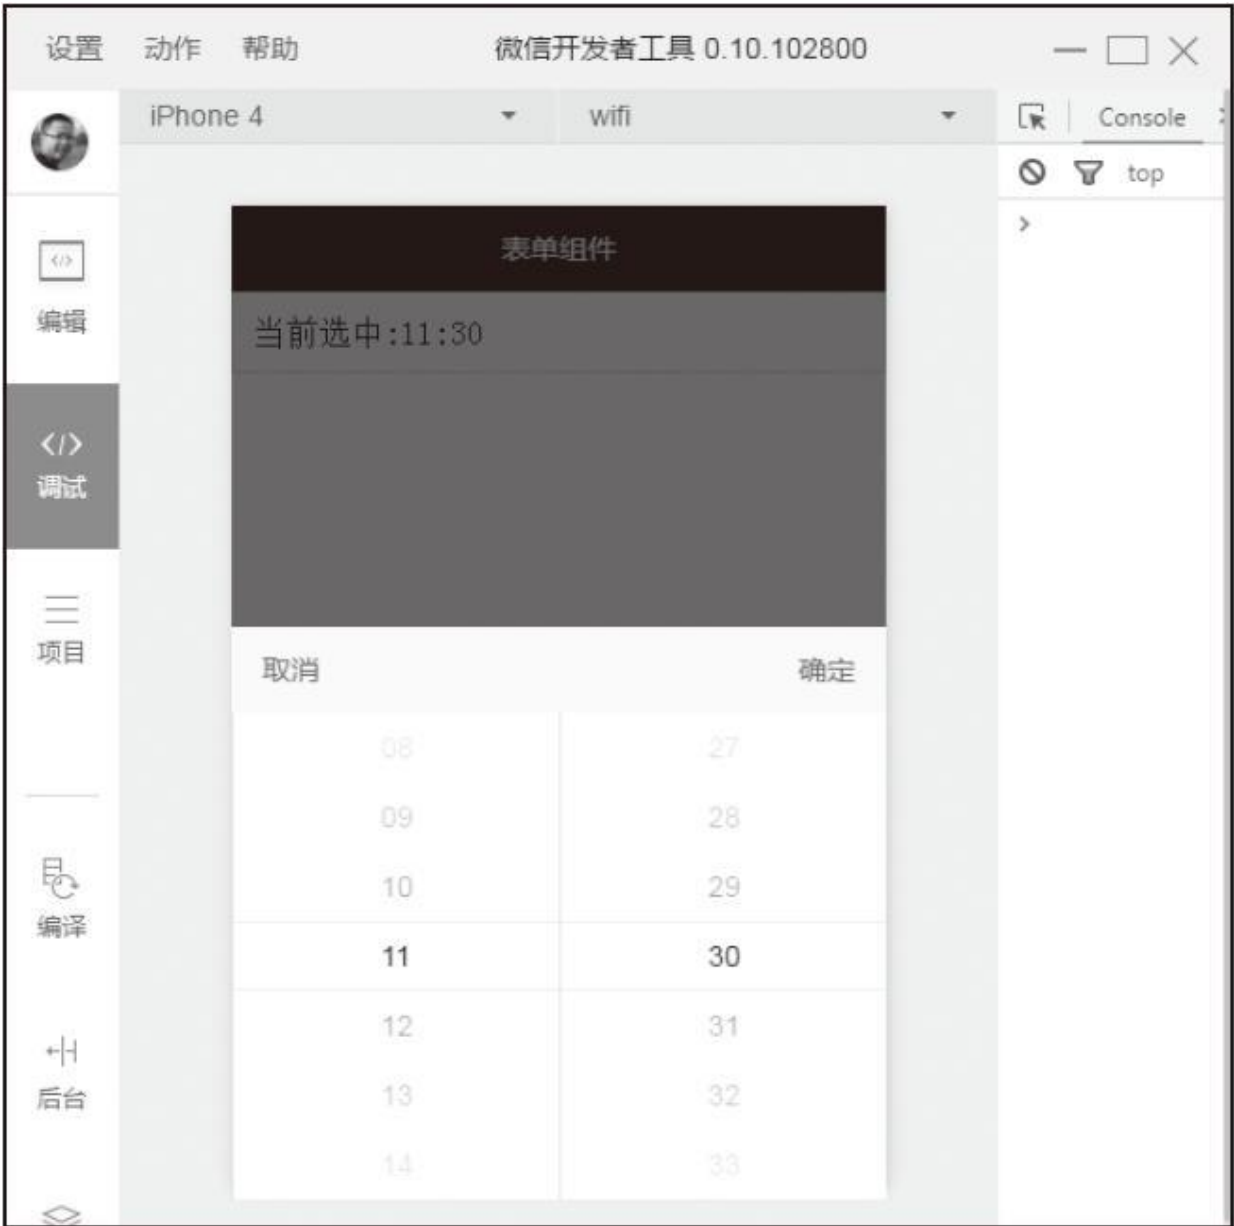 设置 动作 帮助 微信开发者工具 0.10.102800
iPhone 4 wifi Console
top
编辑
调试
项目
编译
后台
表单组件
当前选中:11:30
取消 确定
08 27
09 28
10 29
11 30
12 31
13 32
14 33